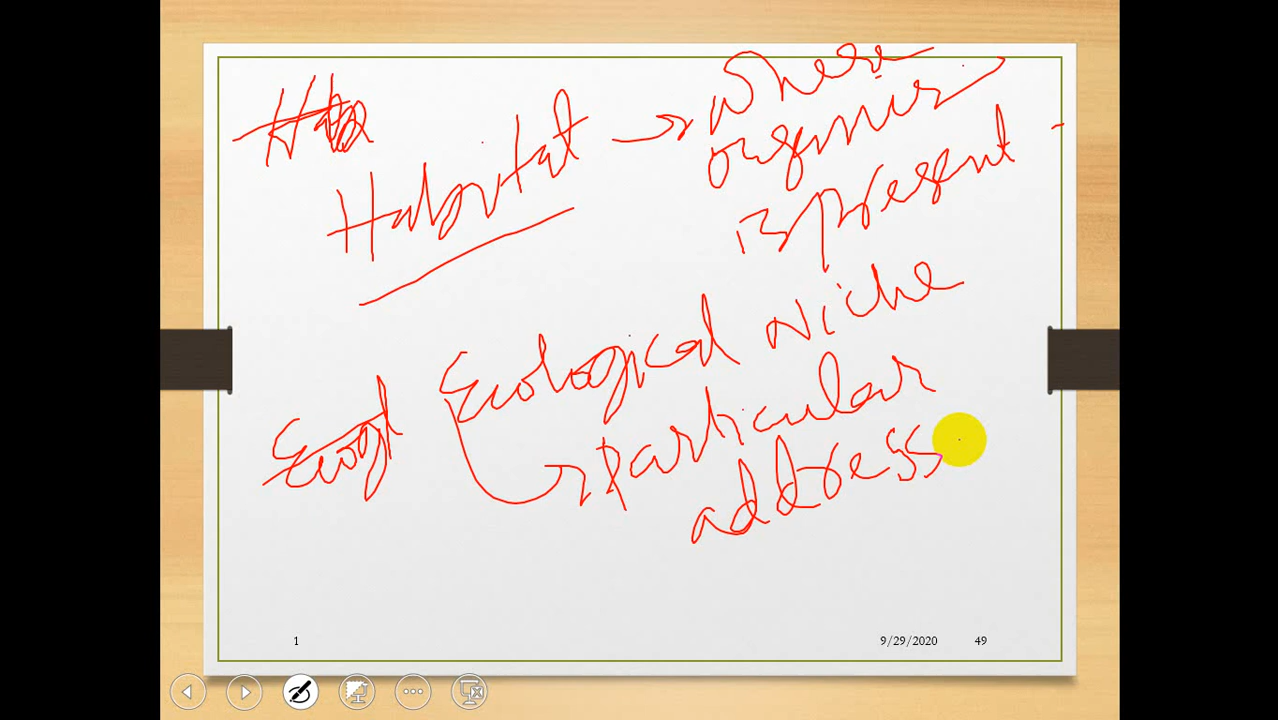 Habitat → where
organism
is present
Ecological Niche
→ particular
address
1
9/29/2020
49